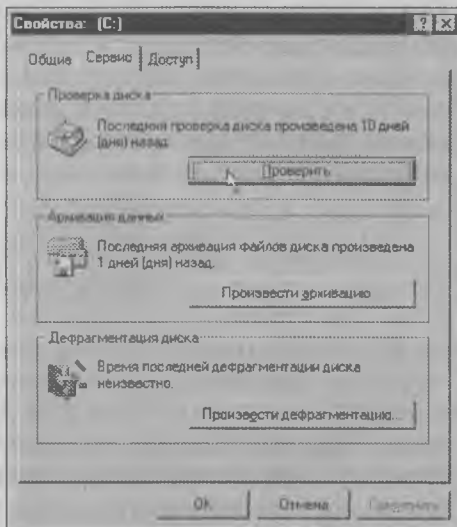 Свойства: (C:)
Общие Сервис Доступ
Проверка диска
Последняя проверка диска произведена 10 дней
(дня) назад.
Проверить
Архивация данных
Последняя архивация файлов диска произведена
1 дней (дня) назад.
Произвести архивацию
Дефрагментация диска
Время последней дефрагментации диска
неизвестно.
Произвести дефрагментацию...
OK Отмена